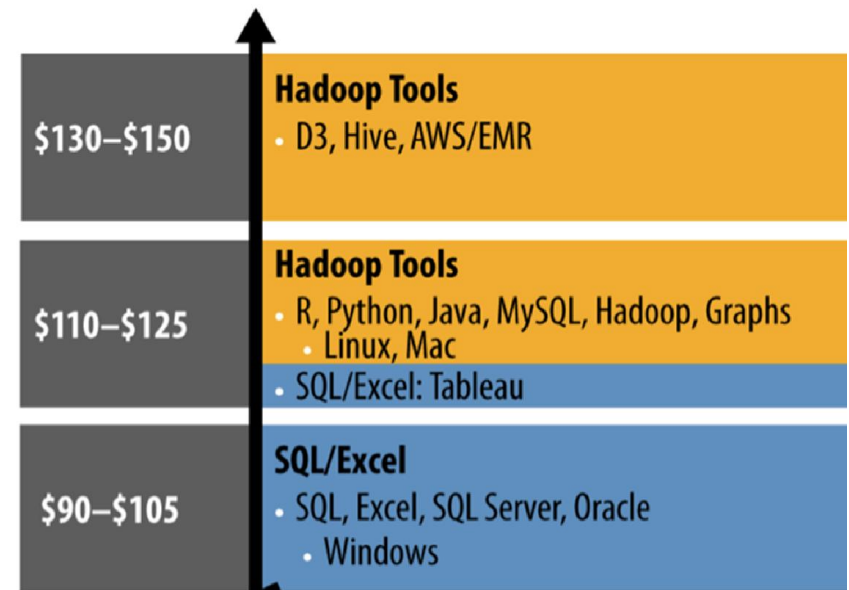 $130–$150
Hadoop Tools
• D3, Hive, AWS/EMR
$110–$125
Hadoop Tools
• R, Python, Java, MySQL, Hadoop, Graphs
• Linux, Mac
• SQL/Excel: Tableau
$90–$105
SQL/Excel
• SQL, Excel, SQL Server, Oracle
• Windows